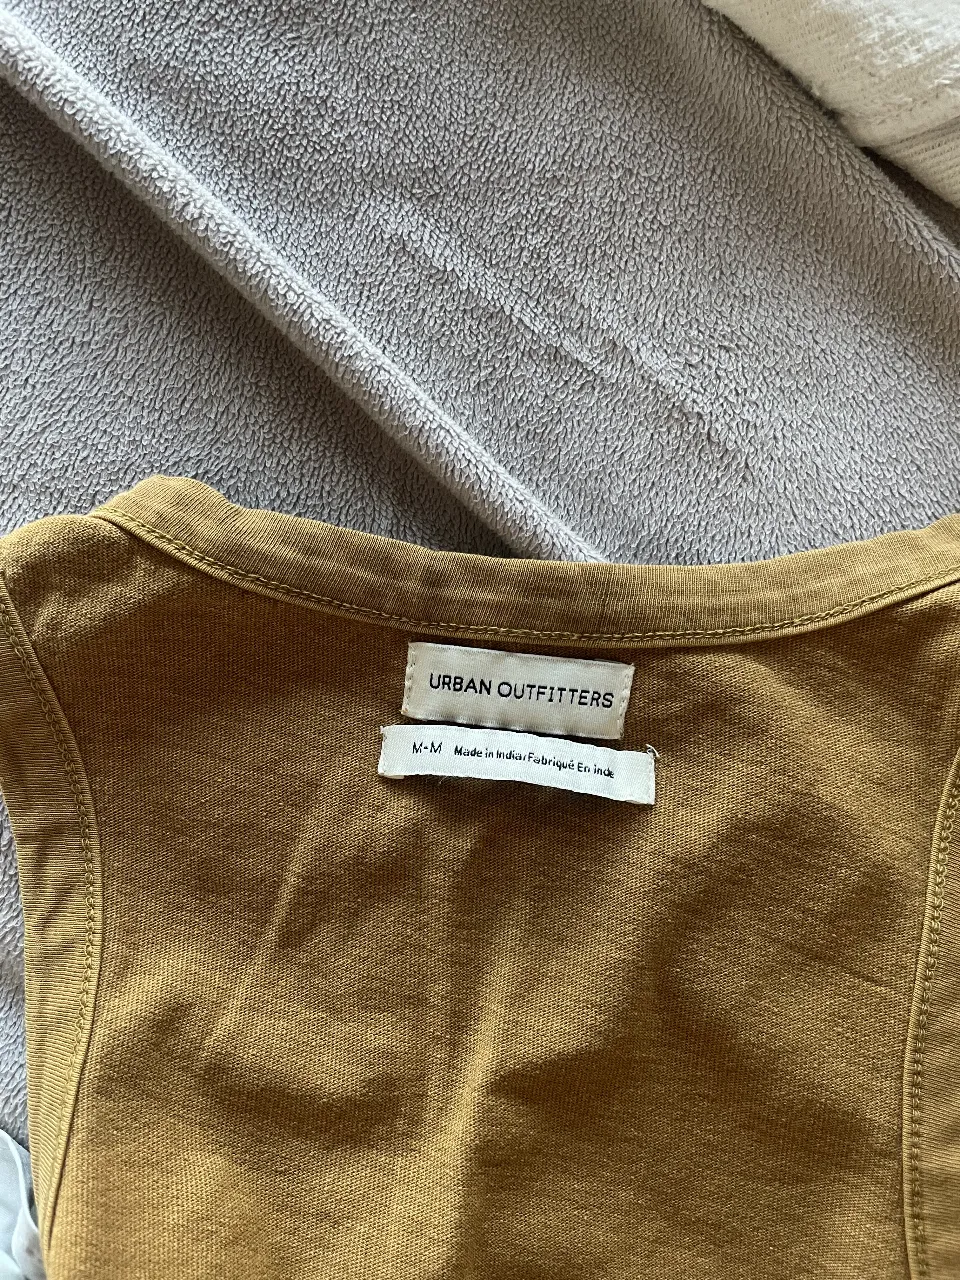 URBAN OUTFITTERS
M-M Made in India/Fabriqué En inde